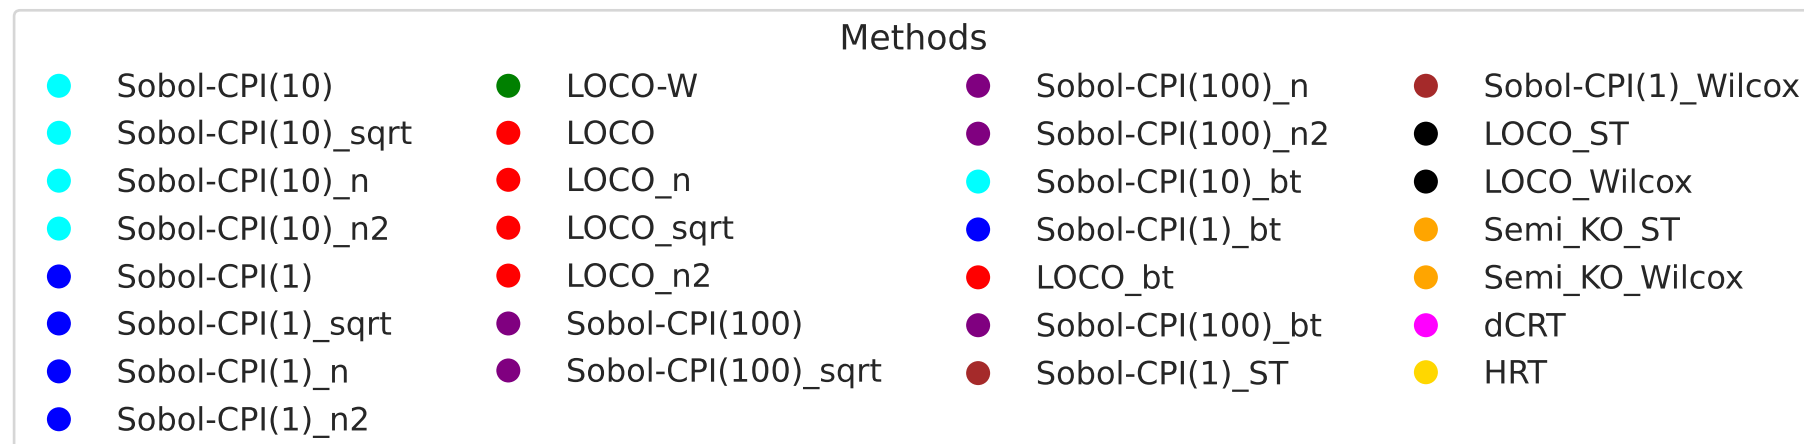 Methods
Sobol-CPI(10)
Sobol-CPI(10)_sqrt
Sobol-CPI(10)_n
Sobol-CPI(10)_n2
Sobol-CPI(1)
Sobol-CPI(1)_sqrt
Sobol-CPI(1)_n
Sobol-CPI(1)_n2
LOCO-W
LOCO
LOCO_n
LOCO_sqrt
LOCO_n2
Sobol-CPI(100)
Sobol-CPI(100)_sqrt
Sobol-CPI(100)_n
Sobol-CPI(100)_n2
Sobol-CPI(10)_bt
Sobol-CPI(1)_bt
LOCO_bt
Sobol-CPI(100)_bt
Sobol-CPI(1)_ST
Sobol-CPI(1)_Wilcox
LOCO_ST
LOCO_Wilcox
Semi_KO_ST
Semi_KO_Wilcox
dCRT
HRT